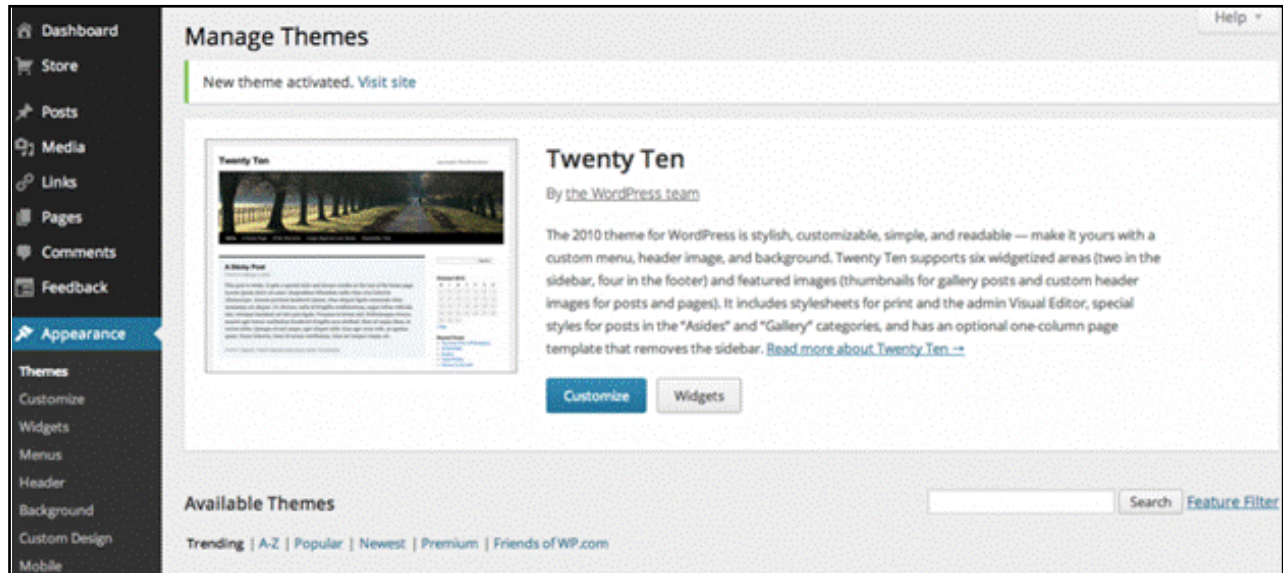 Help
Dashboard
Store
Posts
Media
Links
Pages
Comments
Feedback
Appearance
Themes
Customize
Widgets
Menus
Header
Background
Custom Design
Mobile
Manage Themes
New theme activated. Visit site
Twenty Ten
A Sticky Post
Twenty Ten
By the WordPress team
The 2010 theme for WordPress is stylish, customizable, simple, and readable — make it yours with a
custom menu, header image, and background. Twenty Ten supports six widgetized areas (two in the
sidebar, four in the footer) and featured images (thumbnails for gallery posts and custom header
images for posts and pages). It includes stylesheets for print and the admin Visual Editor, special
styles for posts in the “Asides” and “Gallery” categories, and has an optional one-column page
template that removes the sidebar. Read more about Twenty Ten →
Customize Widgets
Available Themes
Search Feature Filter
Trending | A-Z | Popular | Newest | Premium | Friends of WP.com